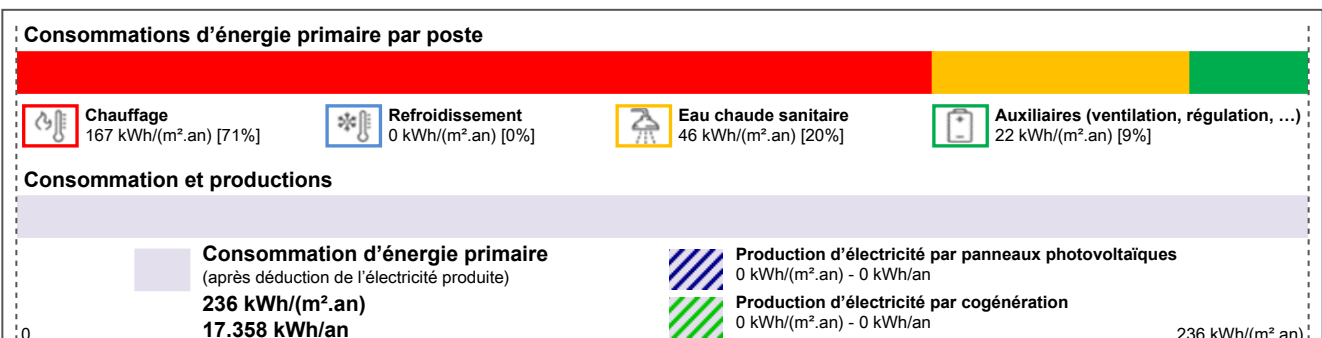 Consommations d'énergie primaire par poste
Chauffage
167 kWh/(m².an) [71%]
Refroidissement
0 kWh/(m².an) [0%]
Eau chaude sanitaire
46 kWh/(m².an) [20%]
Auxiliaires (ventilation, régulation, …)
22 kWh/(m².an) [9%]
Consommation et productions
Consommation d'énergie primaire
(après déduction de l'électricité produite)
236 kWh/(m².an)
17.358 kWh/an
Production d'électricité par panneaux photovoltaïques
0 kWh/(m².an) - 0 kWh/an
Production d'électricité par cogénération
0 kWh/(m².an) - 0 kWh/an
0
236 kWh/(m².an)